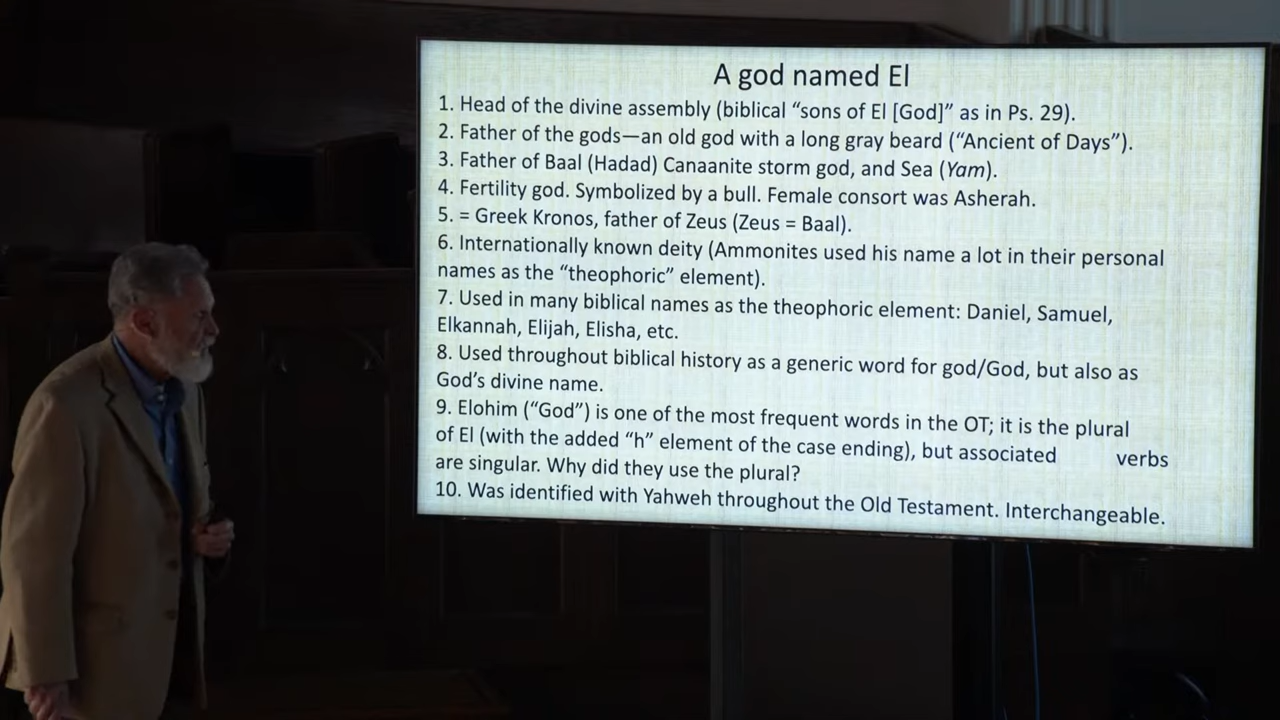 A god named El
1. Head of the divine assembly (biblical “sons of El [God]” as in Ps. 29).
2. Father of the gods—an old god with a long gray beard (“Ancient of Days”).
3. Father of Baal (Hadad) Canaanite storm god, and Sea (Yam).
4. Fertility god. Symbolized by a bull. Female consort was Asherah.
5. = Greek Kronos, father of Zeus (Zeus = Baal).
6. Internationally known deity (Ammonites used his name a lot in their personal
names as the “theophoric” element).
7. Used in many biblical names as the theophoric element: Daniel, Samuel,
Elkannah, Elijah, Elisha, etc.
8. Used throughout biblical history as a generic word for god/God, but also as
God’s divine name.
9. Elohim (“God”) is one of the most frequent words in the OT; it is the plural
of El (with the added “h” element of the case ending), but associated verbs
are singular. Why did they use the plural?
10. Was identified with Yahweh throughout the Old Testament. Interchangeable.